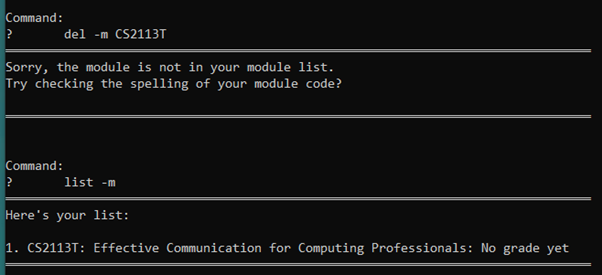 Command:
? del -m CS2113T
Sorry, the module is not in your module list.
Try checking the spelling of your module code?
Command:
? list -m
Here's your list:
1. CS2113T: Effective Communication for Computing Professionals: No grade yet